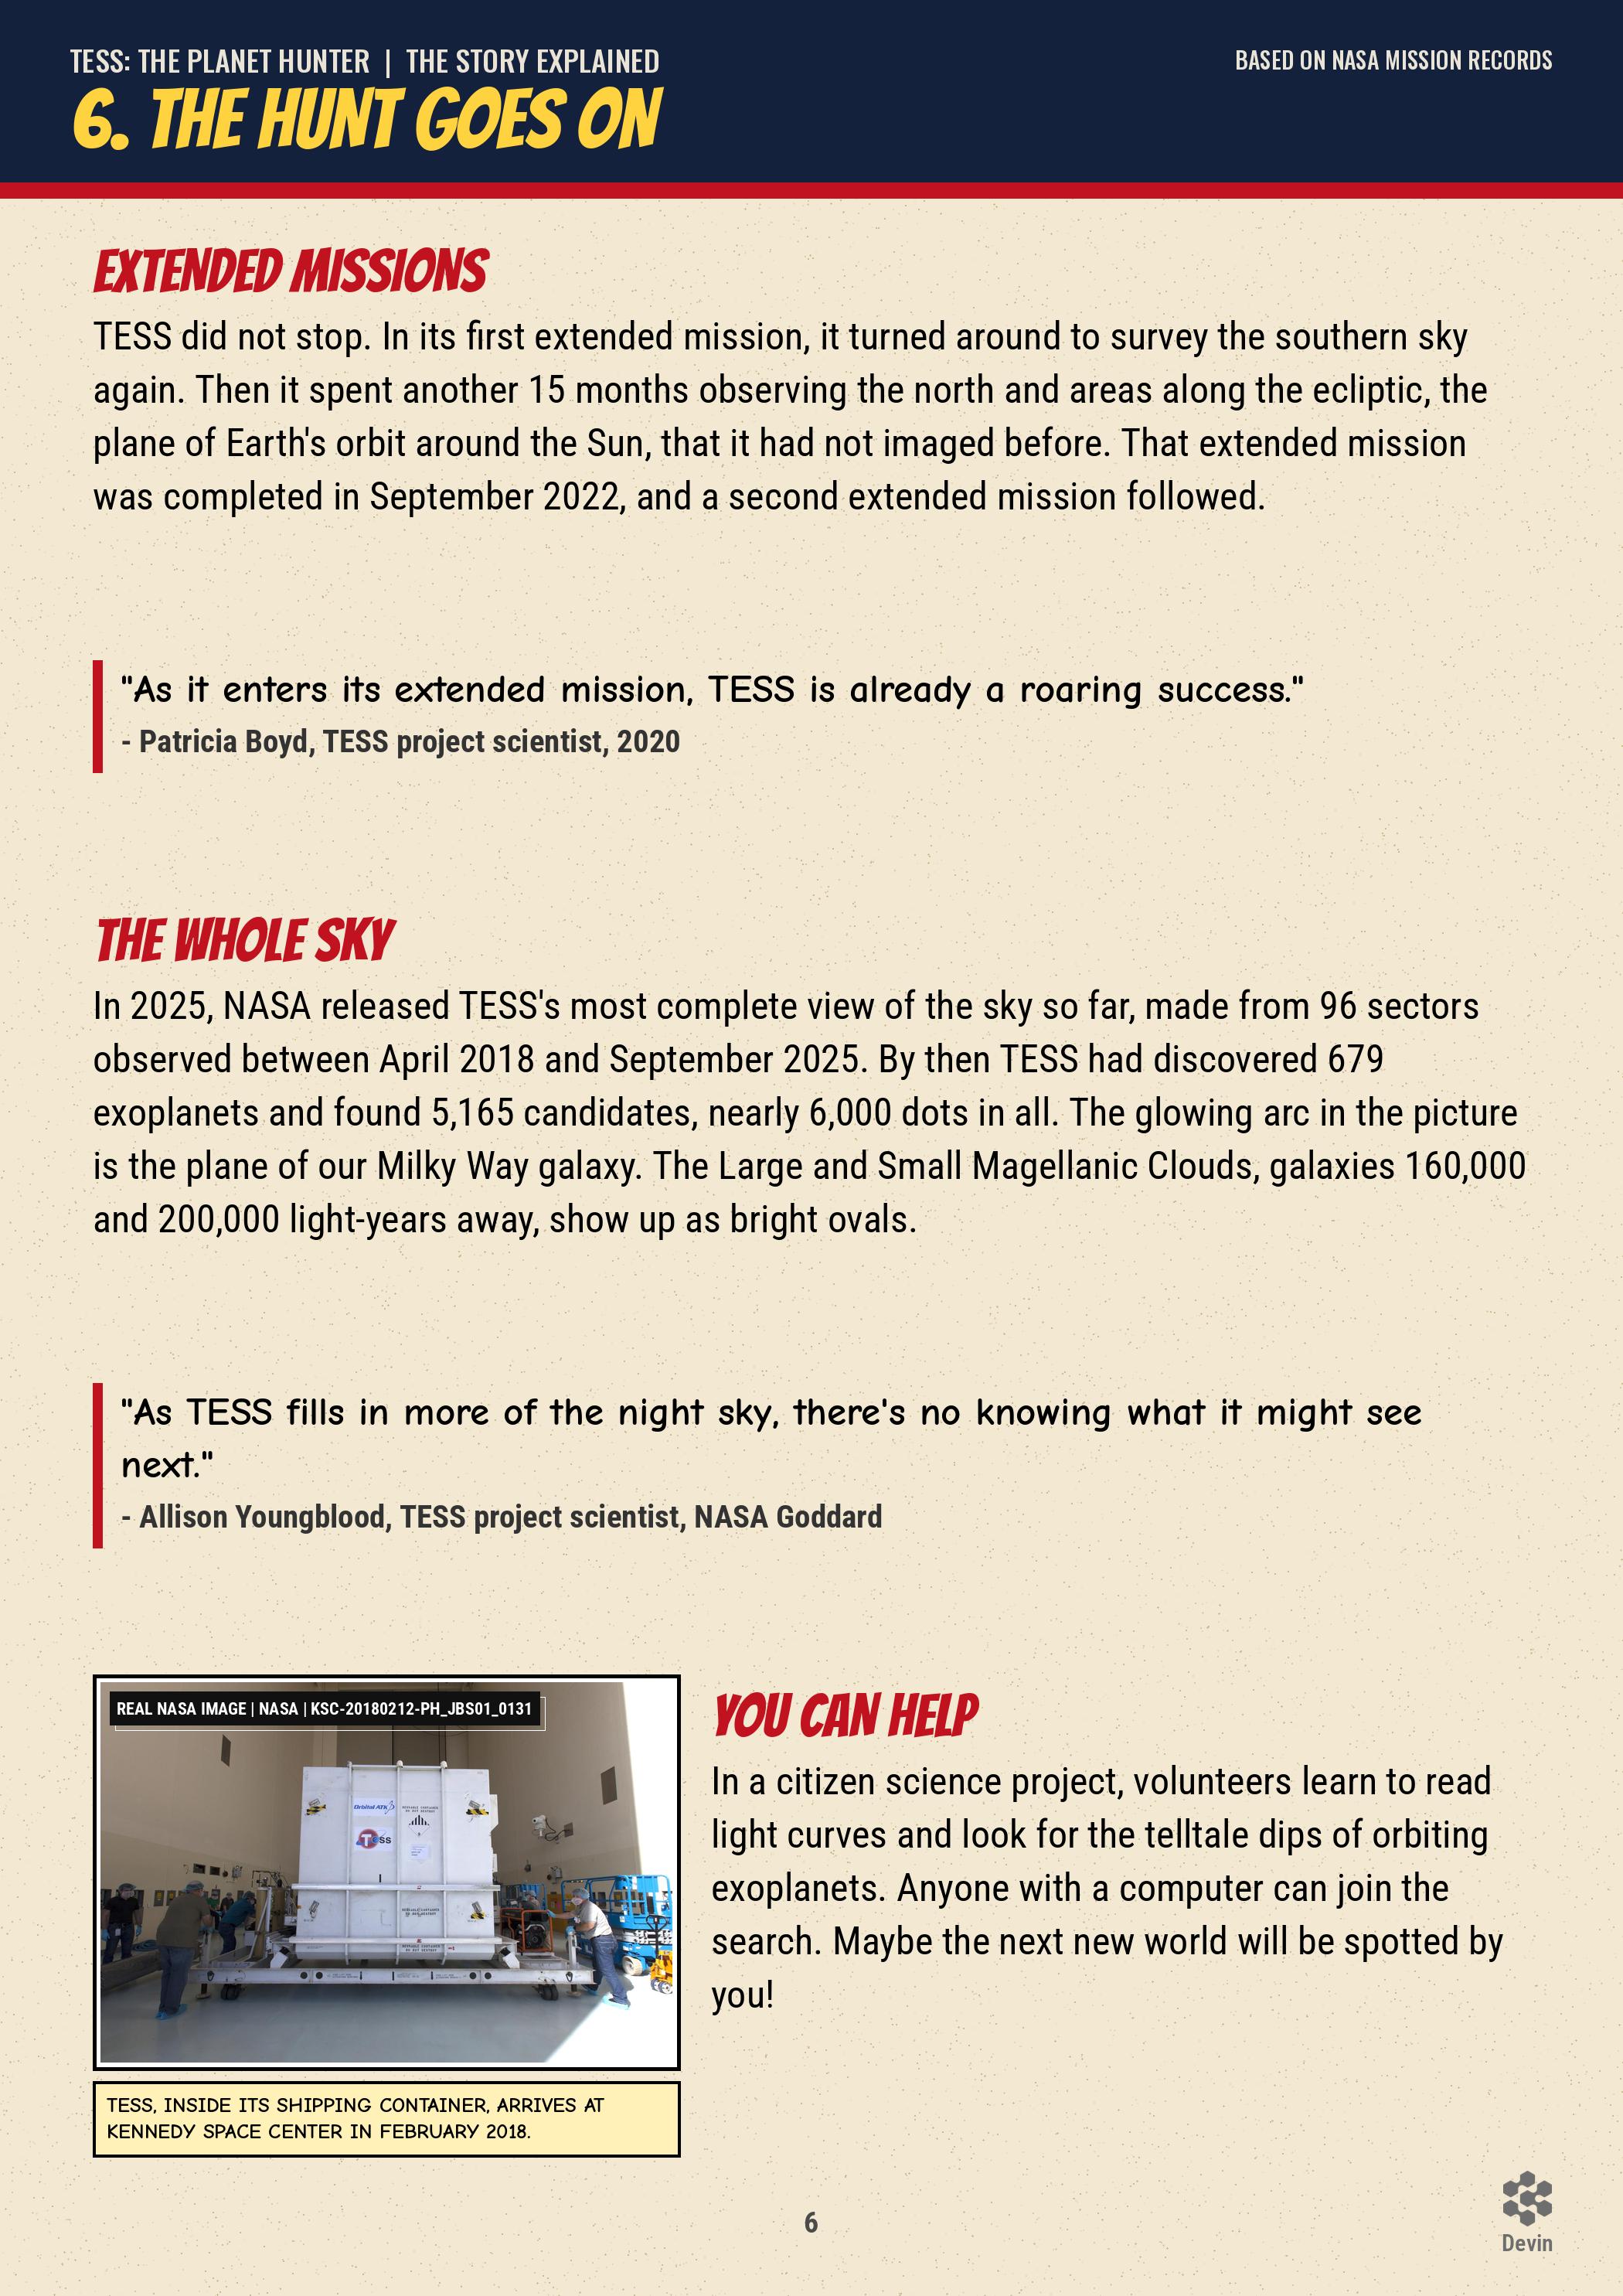 TESS: THE PLANET HUNTER | THE STORY EXPLAINED
BASED ON NASA MISSION RECORDS
6. THE HUNT GOES ON
EXTENDED MISSIONS
TESS did not stop. In its first extended mission, it turned around to survey the southern sky
again. Then it spent another 15 months observing the north and areas along the ecliptic, the
plane of Earth's orbit around the Sun, that it had not imaged before. That extended mission
was completed in September 2022, and a second extended mission followed.
"As it enters its extended mission, TESS is already a roaring success."
- Patricia Boyd, TESS project scientist, 2020
THE WHOLE SKY
In 2025, NASA released TESS's most complete view of the sky so far, made from 96 sectors
observed between April 2018 and September 2025. By then TESS had discovered 679
exoplanets and found 5,165 candidates, nearly 6,000 dots in all. The glowing arc in the picture
is the plane of our Milky Way galaxy. The Large and Small Magellanic Clouds, galaxies 160,000
and 200,000 light-years away, show up as bright ovals.
"As TESS fills in more of the night sky, there's no knowing what it might see
next."
- Allison Youngblood, TESS project scientist, NASA Goddard
REAL NASA IMAGE | NASA | KSC-20180212-PH_JBS01_0131
Orbital ATK
TESS
TESS, INSIDE ITS SHIPPING CONTAINER, ARRIVES AT
KENNEDY SPACE CENTER IN FEBRUARY 2018.
YOU CAN HELP
In a citizen science project, volunteers learn to read
light curves and look for the telltale dips of orbiting
exoplanets. Anyone with a computer can join the
search. Maybe the next new world will be spotted by
you!
6
Devin